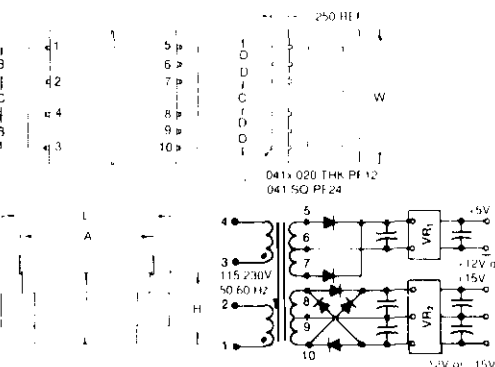 .250 REF
1 5 D
B 6 D
2 7
C C W
4 8
B 9 D
3 10 D
.041 x .020 THK PF12
.041 SQ PF24
L
A
H
4
3
115 230V
50 60 Hz
2
1
5
6
7
8
9
10
VR1
VR2
+5V
+12V
+15V
15V